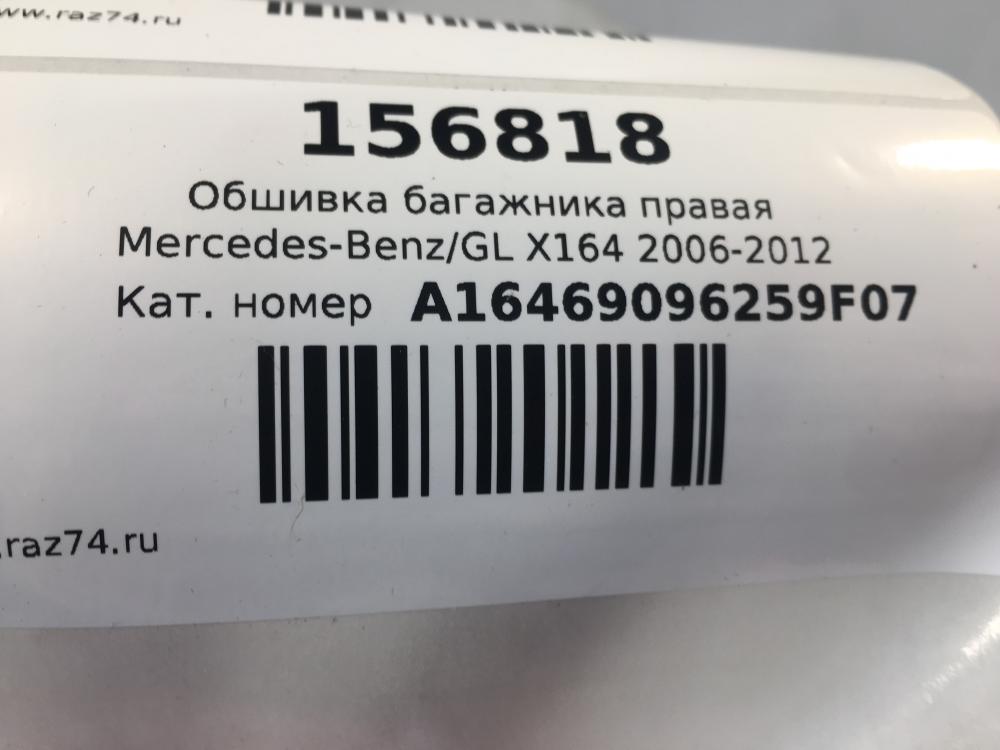 www.raz74.ru
156818
Обшивка багажника правая
Mercedes-Benz/GL X164 2006-2012
Кат. номер A16469096259F07
.raz74.ru